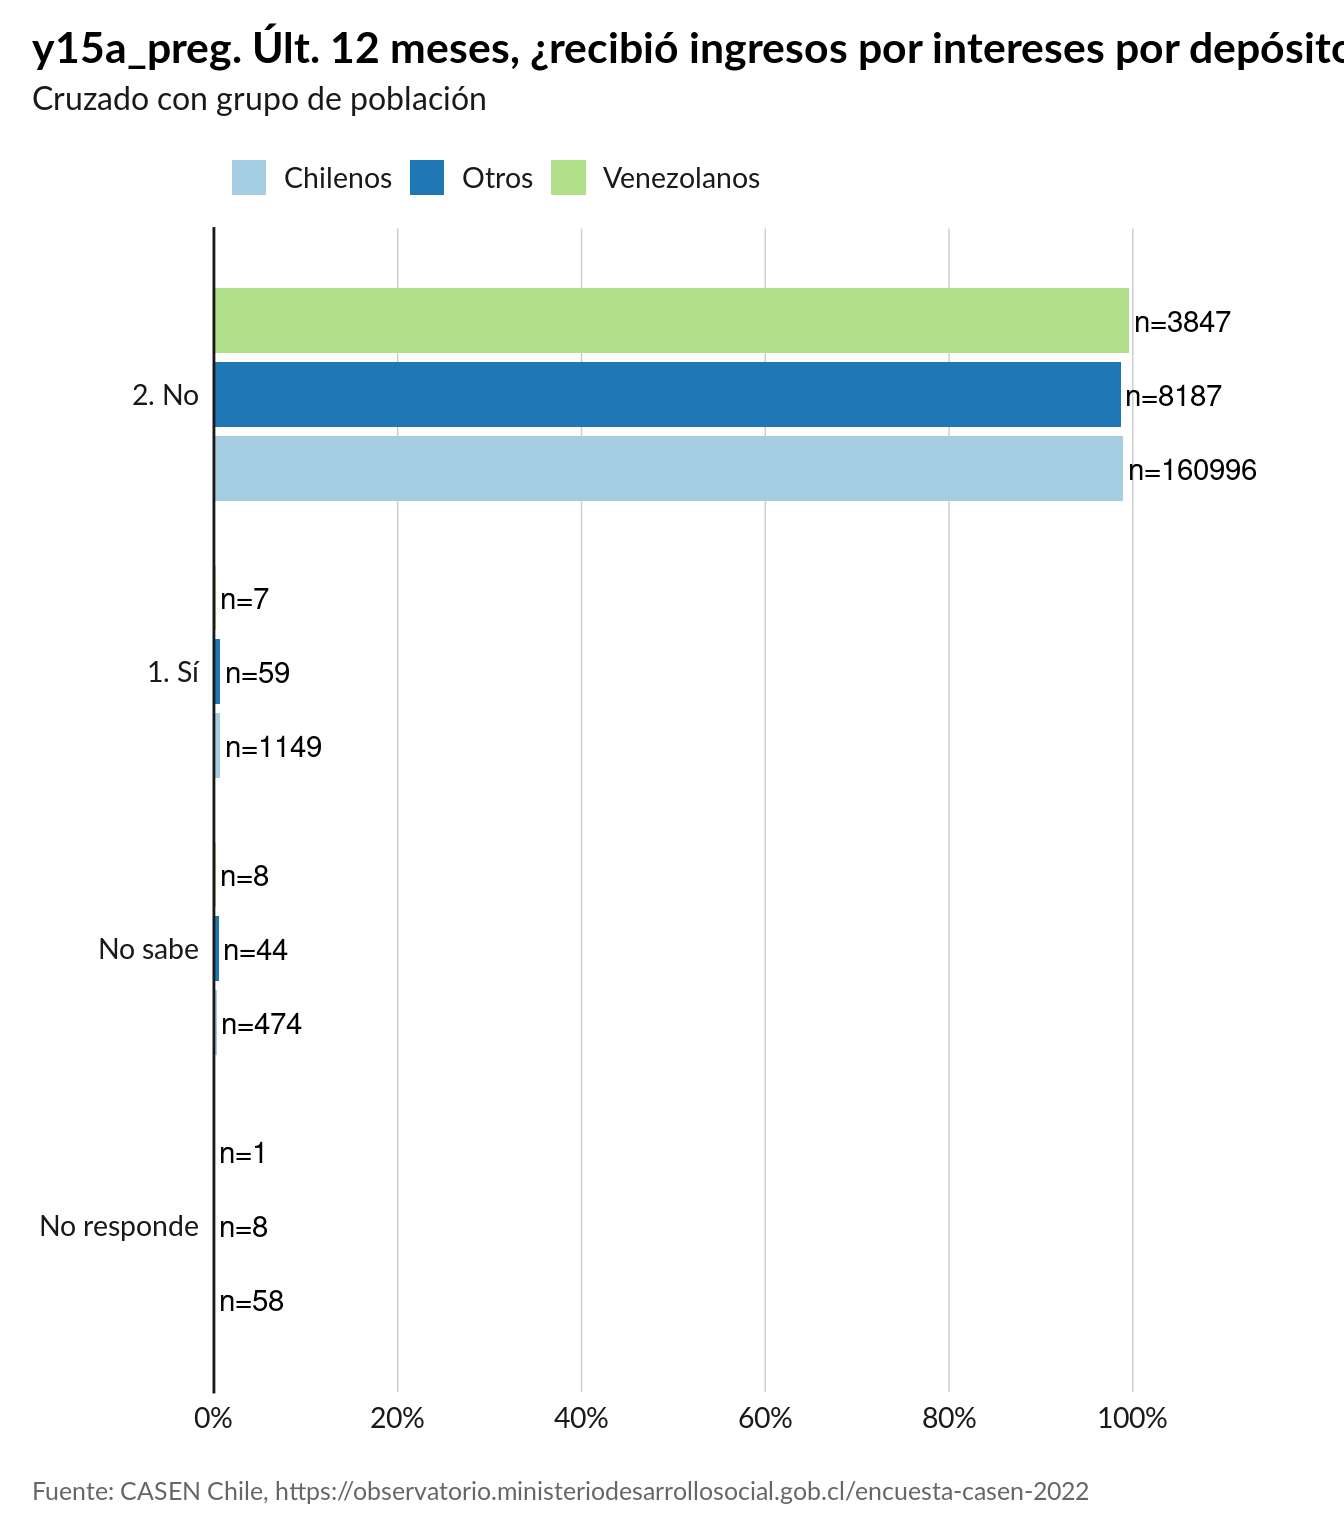 y15a_preg. Últ. 12 meses, ¿recibió ingresos por intereses por
Cruzado con grupo de población
Chilenos Otros Venezolanos
n=3847
2. No n=8187
n=160996
n=7
1. Sí n=59
n=1149
n=8
No sabe n=44
n=474
n=1
No responde n=8
n=58
0% 20% 40% 60% 80% 100%
Fuente: CASEN Chile, https://observatorio.ministeriodesarrollosocial.gob.cl/encuesta-casen-2022